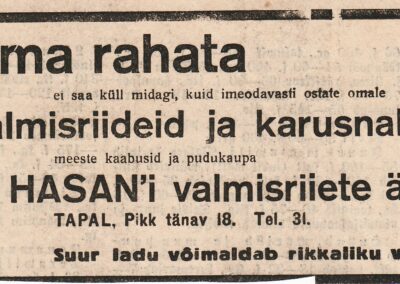 ma rahata
ei saa küll midagi, kuid imeodavasti ostate omale
almisriideid ja karusnal
meeste kaabusid ja pudukaupa
HASAN'i valmisriiete ä
TAPAL, Pikk tänav 18. Tel. 31.
Suur ladu võimaldab rikkaliku v